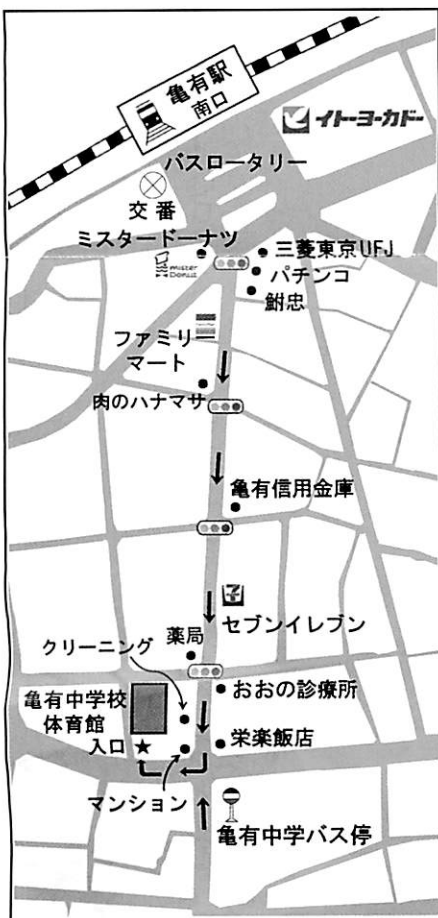 亀有駅
南口
イトーヨーカドー
バスロータリー
交番
ミスタードーナツ
mister
Donut
三菱東京UFJ
パチンコ
鮒忠
ファミリー
マート
肉のハナマサ
亀有信用金庫
セブンイレブン
薬局
クリーニング
おおの診療所
亀有中学校
体育館
入口
栄楽飯店
マンション
亀有中学バス停